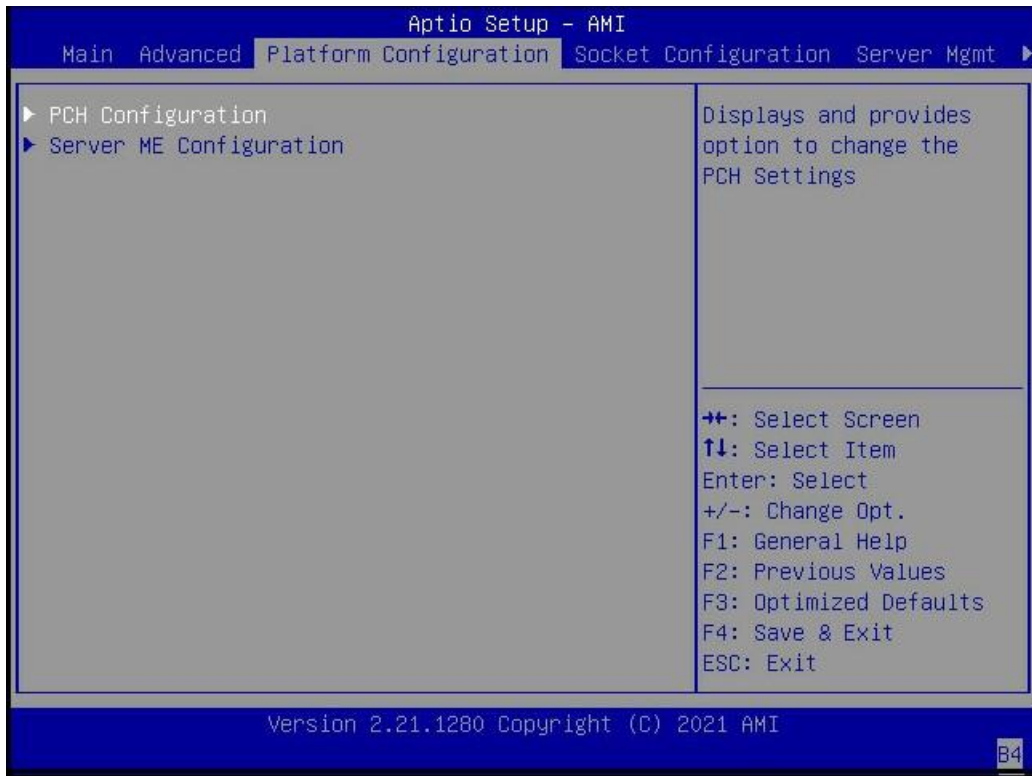 Aptio Setup – AMI
Main Advanced Platform Configuration Socket Configuration Server Mgmt ▶
▶ PCH Configuration
▶ Server ME Configuration
Displays and provides
option to change the
PCH Settings
→←: Select Screen
↑↓: Select Item
Enter: Select
+/-: Change Opt.
F1: General Help
F2: Previous Values
F3: Optimized Defaults
F4: Save & Exit
ESC: Exit
Version 2.21.1280 Copyright (C) 2021 AMI
B4